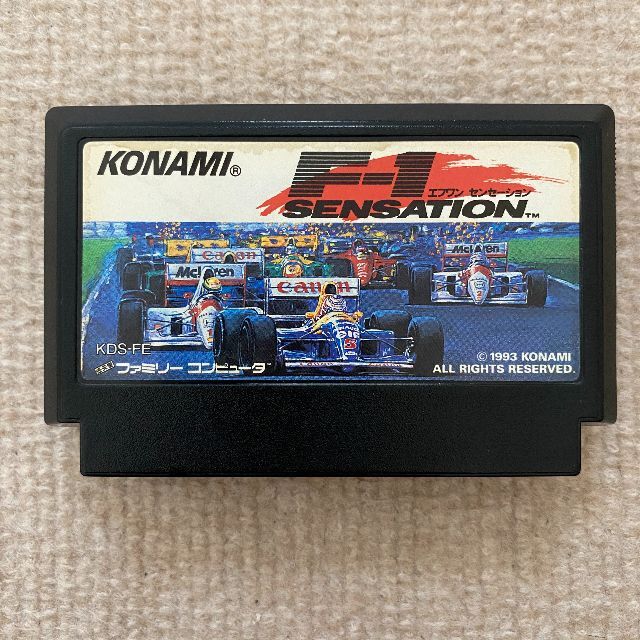 KONAMI®
F-1
エフワン センセーション
SENSATION™
McLaren
Canon
McLaren
Canon
KDS-FE
ファミリー コンピュータ
© 1993 KONAMI
ALL RIGHTS RESERVED.